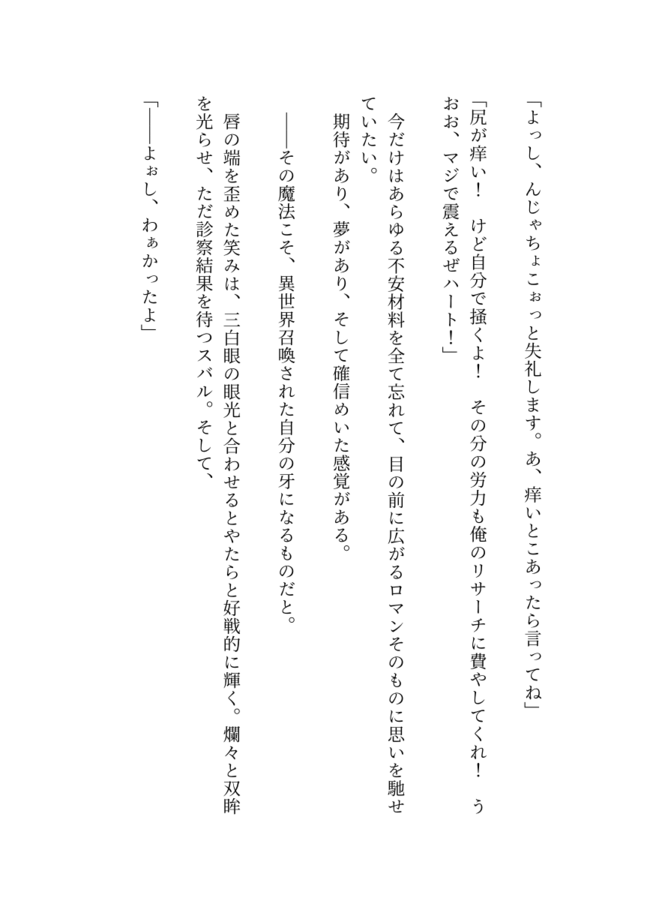 「よっし、んじゃちょこぉっと失礼します。あ、痒いとこあったら言ってね」
「尻が痒い！　けど自分で掻くよ！　その分の労力も俺のリサーチに費やしてくれ！　う
おお、マジで震えるぜハート！」
　今だけはあらゆる不安材料を全て忘れて、目の前に広がるロマンそのものに思いを馳せ
ていたい。
　期待があり、夢があり、そして確信めいた感覚がある。
　――その魔法こそ、異世界召喚された自分の牙になるものだと。
　唇の端を歪めた笑みは、三白眼の眼光と合わせるとやたらと好戦的に輝く。爛々と双眸
を光らせ、ただ診察結果を待つスバル。そして、
「――よぉし、わぁかったよ」